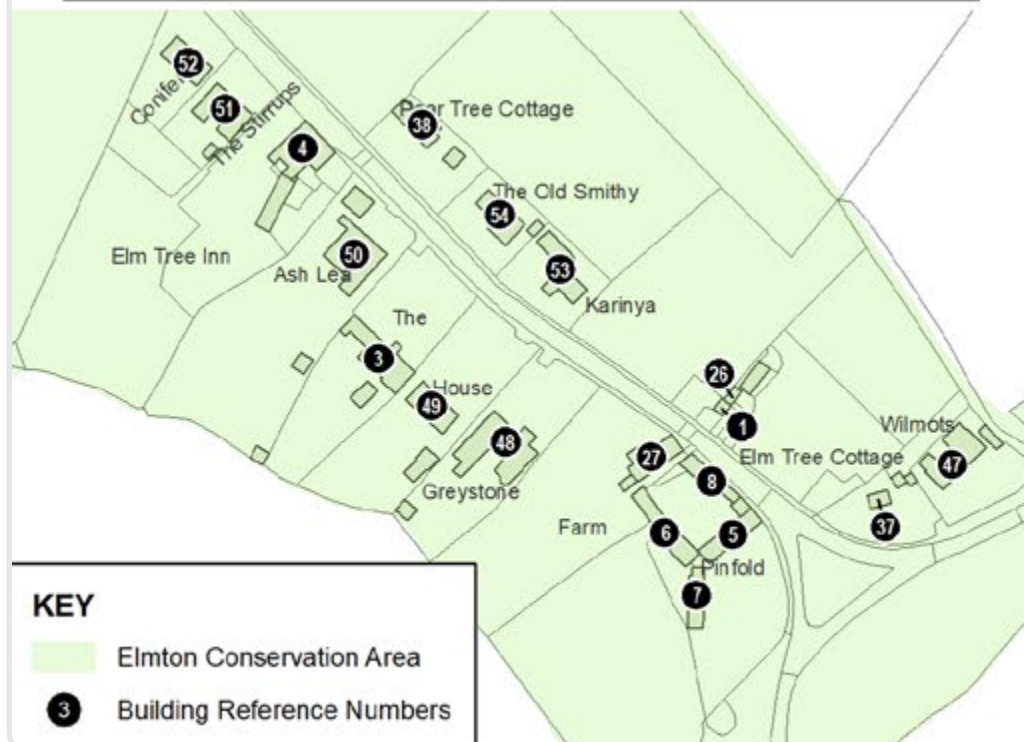 52
Conife
51
The Stirrups
4
38
Pear Tree Cottage
The Old Smithy
54
Elm Tree Inn
50
Ash Lea
53
Karinya
The
3
House
49
26
1
Wilmots
48
27
Elm Tree Cottage
47
8
Greystone
37
Farm
6
5
Pinfold
7
KEY
Elmton Conservation Area
3 Building Reference Numbers